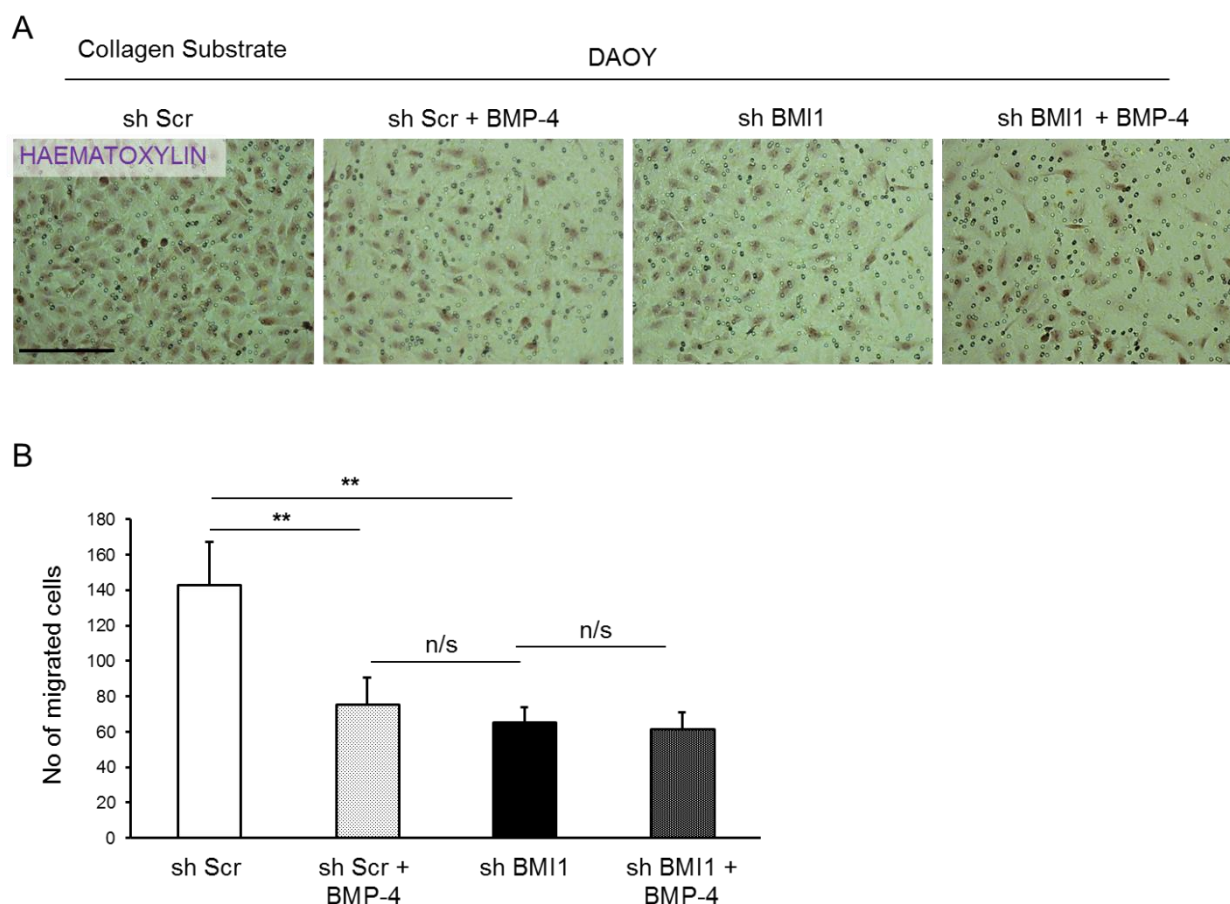 A
Collagen Substrate
DAOY
sh Scr
sh Scr + BMP-4
sh BMI1
sh BMI1 + BMP-4
HAEMATOXYLIN
B
**
**
n/s
n/s
No of migrated cells
180
160
140
120
100
80
60
40
20
0
sh Scr
sh Scr +
BMP-4
sh BMI1
sh BMI1 +
BMP-4